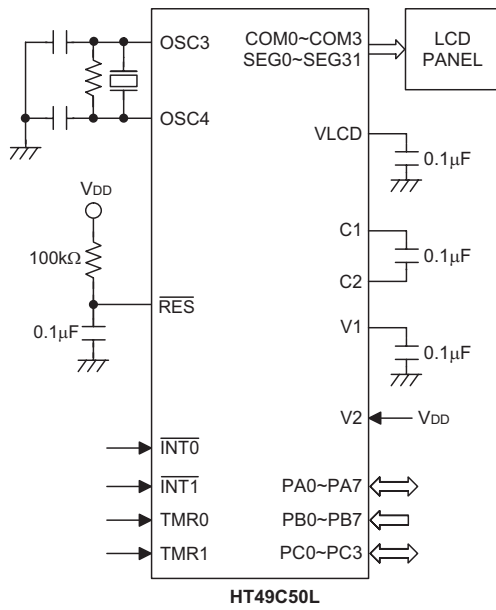 OSC3
OSC4
VDD
100kΩ
0.1µF
RES
INT0
INT1
TMR0
TMR1
COM0~COM3
SEG0~SEG31
LCD
PANEL
VLCD
0.1µF
C1
C2
0.1µF
V1
0.1µF
V2
VDD
PA0~PA7
PB0~PB7
PC0~PC3
HT49C50L